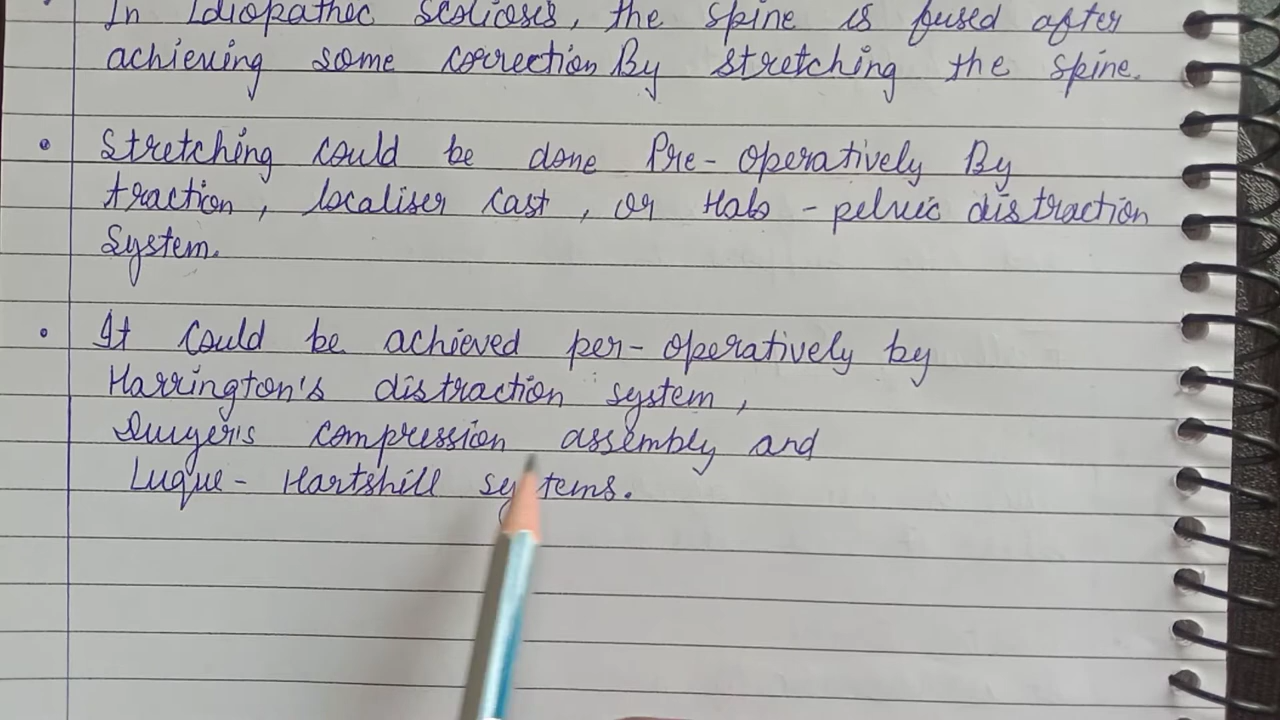 In Idiopathic Scoliosis, the spine is fused after
achieving some correction By stretching the spine.
• Stretching could be done Pre-operatively By
traction, localiser cast, or Halo-pelvic distraction
System.
• It could be achieved per-operatively by
Harrington's distraction system,
Dwyer's compression assembly and
Luque-Hartshill systems.